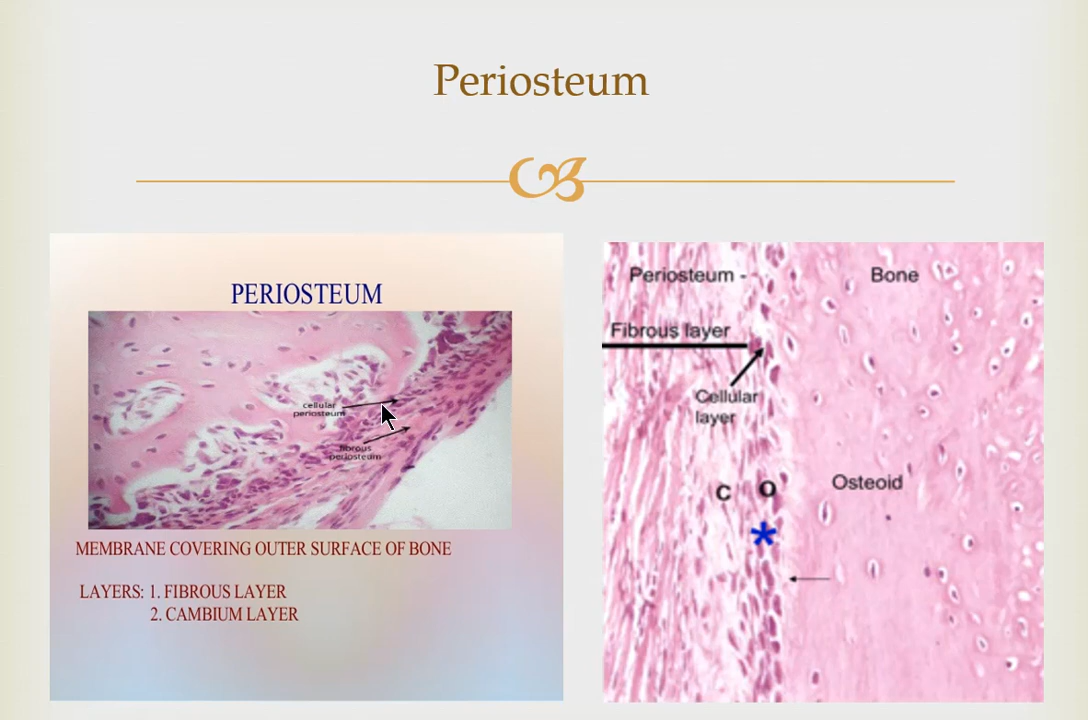 Periosteum
PERIOSTEUM
cellular
periosteum
fibrous
periosteum
MEMBRANE COVERING OUTER SURFACE OF BONE
LAYERS: 1. FIBROUS LAYER
2. CAMBIUM LAYER
Periosteum -
Bone
Fibrous layer
Cellular
layer
C
O
Osteoid
*